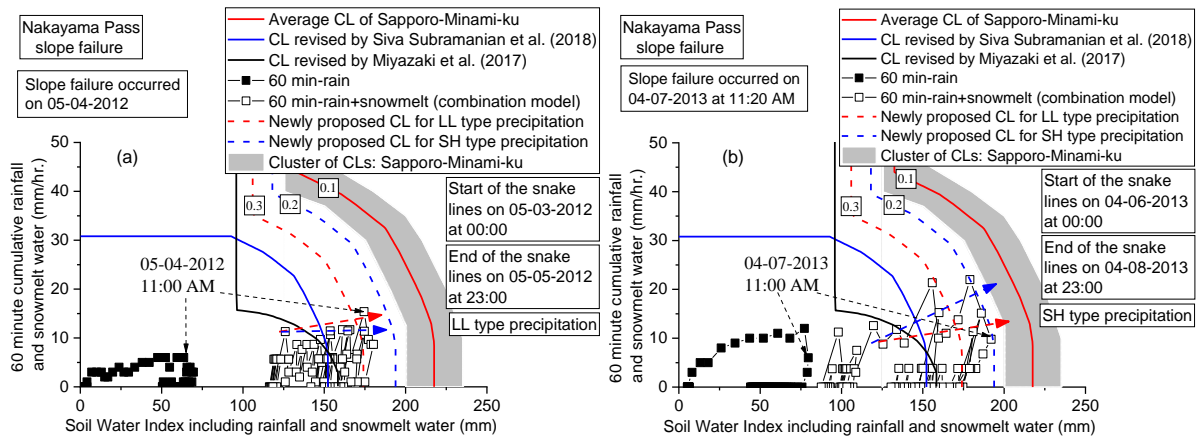 Nakayama Pass
slope failure
Slope failure occurred
on 05-04-2012
Average CL of Sapporo-Minami-ku
CL revised by Siva Subramanian et al. (2018)
CL revised by Miyazaki et al. (2017)
60 min-rain
60 min-rain+snowmelt (combination model)
Newly proposed CL for LL type precipitation
Newly proposed CL for SH type precipitation
Cluster of CLs: Sapporo-Minami-ku
(a)
0.1
0.2
0.3
Start of the snake
lines on 05-03-2012
at 00:00
End of the snake
lines on 05-05-2012
at 23:00
LL type precipitation
05-04-2012
11:00 AM
50
40
30
20
10
0
0 50 100 150 200 250
60 minute cumulative rainfall
and snowmelt water (mm/hr.)
Soil Water Index including rainfall and snowmelt water (mm)
Nakayama Pass
slope failure
Slope failure occurred on
04-07-2013 at 11:20 AM
Average CL of Sapporo-Minami-ku
CL revised by Siva Subramanian et al. (2018)
CL revised by Miyazaki et al. (2017)
60 min-rain
60 min-rain+snowmelt (combination model)
Newly proposed CL for LL type precipitation
Newly proposed CL for SH type precipitation
Cluster of CLs: Sapporo-Minami-ku
(b)
0.1
0.2
0.3
Start of the snake
lines on 04-06-2013
at 00:00
End of the snake
lines on 04-08-2013
at 23:00
SH type precipitation
04-07-2013
11:00 AM
50
40
30
20
10
0
0 50 100 150 200 250
60 minute cumulative rainfall
and snowmelt water (mm/hr.)
Soil Water Index including rainfall and snowmelt water (mm)